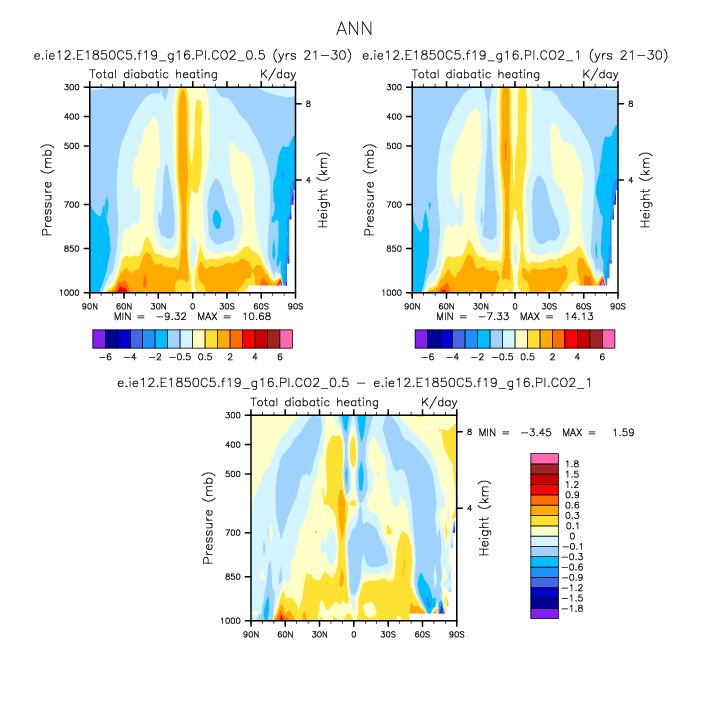 ANN
e.ie12.E1850C5.f19_g16.PI.CO2_0.5 (yrs 21−30) e.ie12.E1850C5.f19_g16.PI.CO2_1 (yrs 21−30)
Total diabatic heating K/day
Total diabatic heating K/day
300
400
500
700
850
1000
Pressure (mb)
8
4
Height (km)
90N 60N 30N 0 30S 60S 90S
MIN = −9.32 MAX = 10.68
−6 −4 −2 −0.5 0.5 2 4 6
300
400
500
700
850
1000
Pressure (mb)
8
4
Height (km)
90N 60N 30N 0 30S 60S 90S
MIN = −7.33 MAX = 14.13
−6 −4 −2 −0.5 0.5 2 4 6
e.ie12.E1850C5.f19_g16.PI.CO2_0.5 − e.ie12.E1850C5.f19_g16.PI.CO2_1
Total diabatic heating K/day
300
400
500
700
850
1000
Pressure (mb)
8
4
Height (km)
90N 60N 30N 0 30S 60S 90S
MIN = −3.45 MAX = 1.59
1.8
1.5
1.2
0.9
0.6
0.3
0.1
0
−0.1
−0.3
−0.6
−0.9
−1.2
−1.5
−1.8